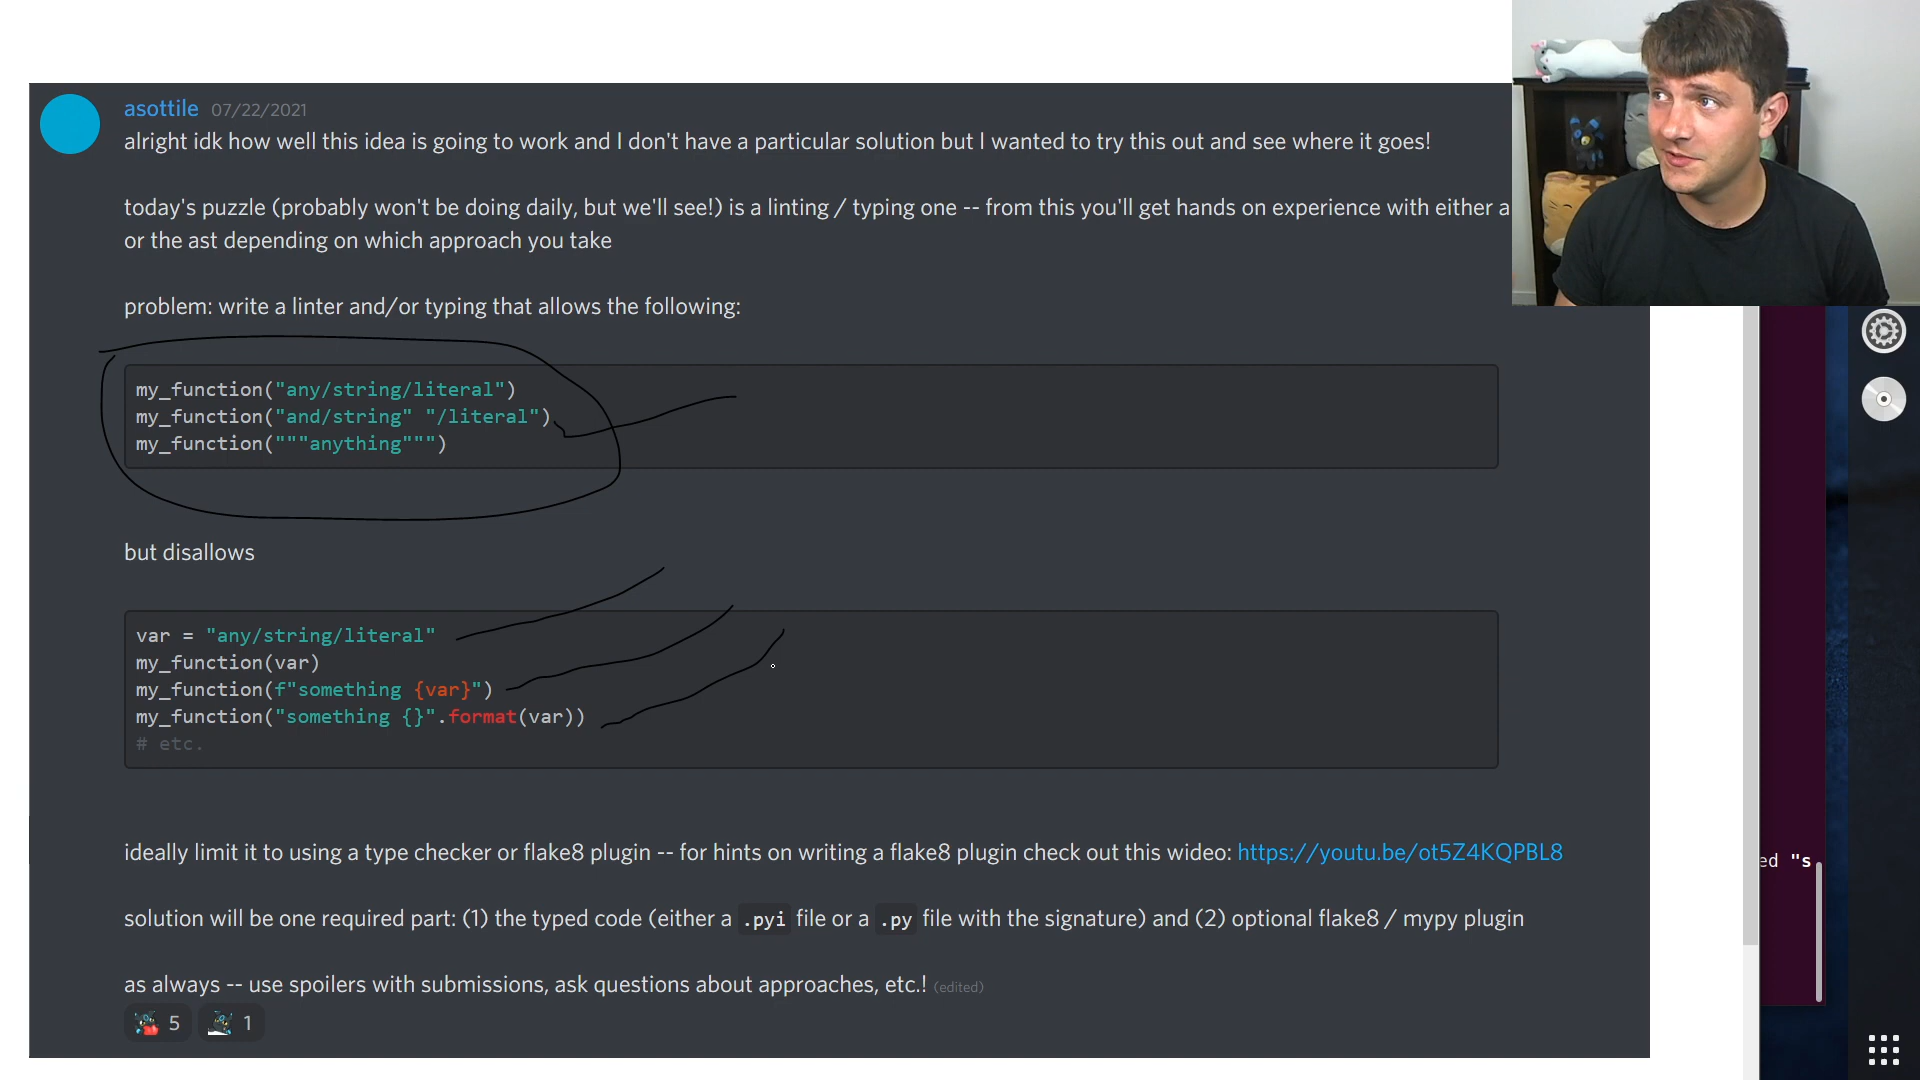 asottile 07/22/2021
alright idk how well this idea is going to work and I don't have a particular solution but I wanted to try this out and see where it goes!
today's puzzle (probably won't be doing daily, but we'll see!) is a linting / typing one -- from this you'll get hands on experience with either a
or the ast depending on which approach you take
problem: write a linter and/or typing that allows the following:
my_function("any/string/literal")
my_function("and/string" "/literal")
my_function("""anything""")
but disallows
var = "any/string/literal"
my_function(var)
my_function(f"something {var}")
my_function("something {}".format(var))
# etc.
ideally limit it to using a type checker or flake8 plugin -- for hints on writing a flake8 plugin check out this wideo: https://youtu.be/ot5Z4KQPBL8
ed "s
solution will be one required part: (1) the typed code (either a .pyi file or a .py file with the signature) and (2) optional flake8 / mypy plugin
as always -- use spoilers with submissions, ask questions about approaches, etc.! (edited)
5 1